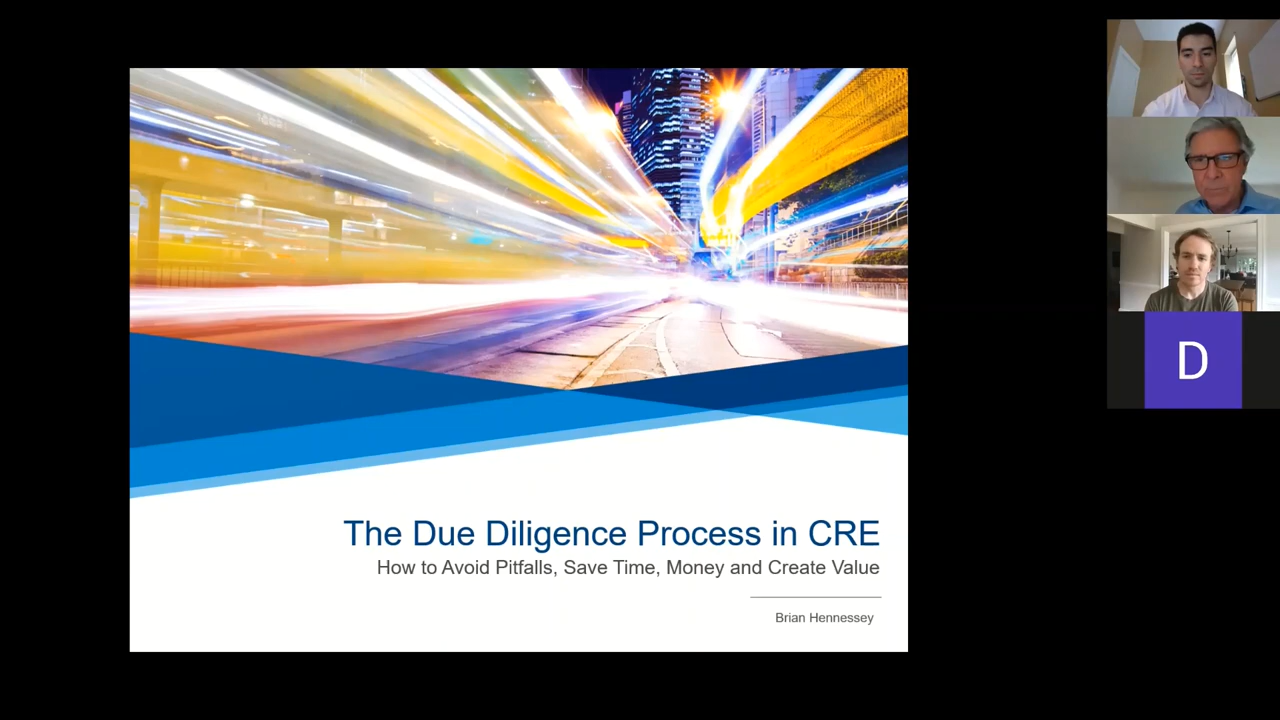 The Due Diligence Process in CRE
How to Avoid Pitfalls, Save Time, Money and Create Value
Brian Hennessey
D